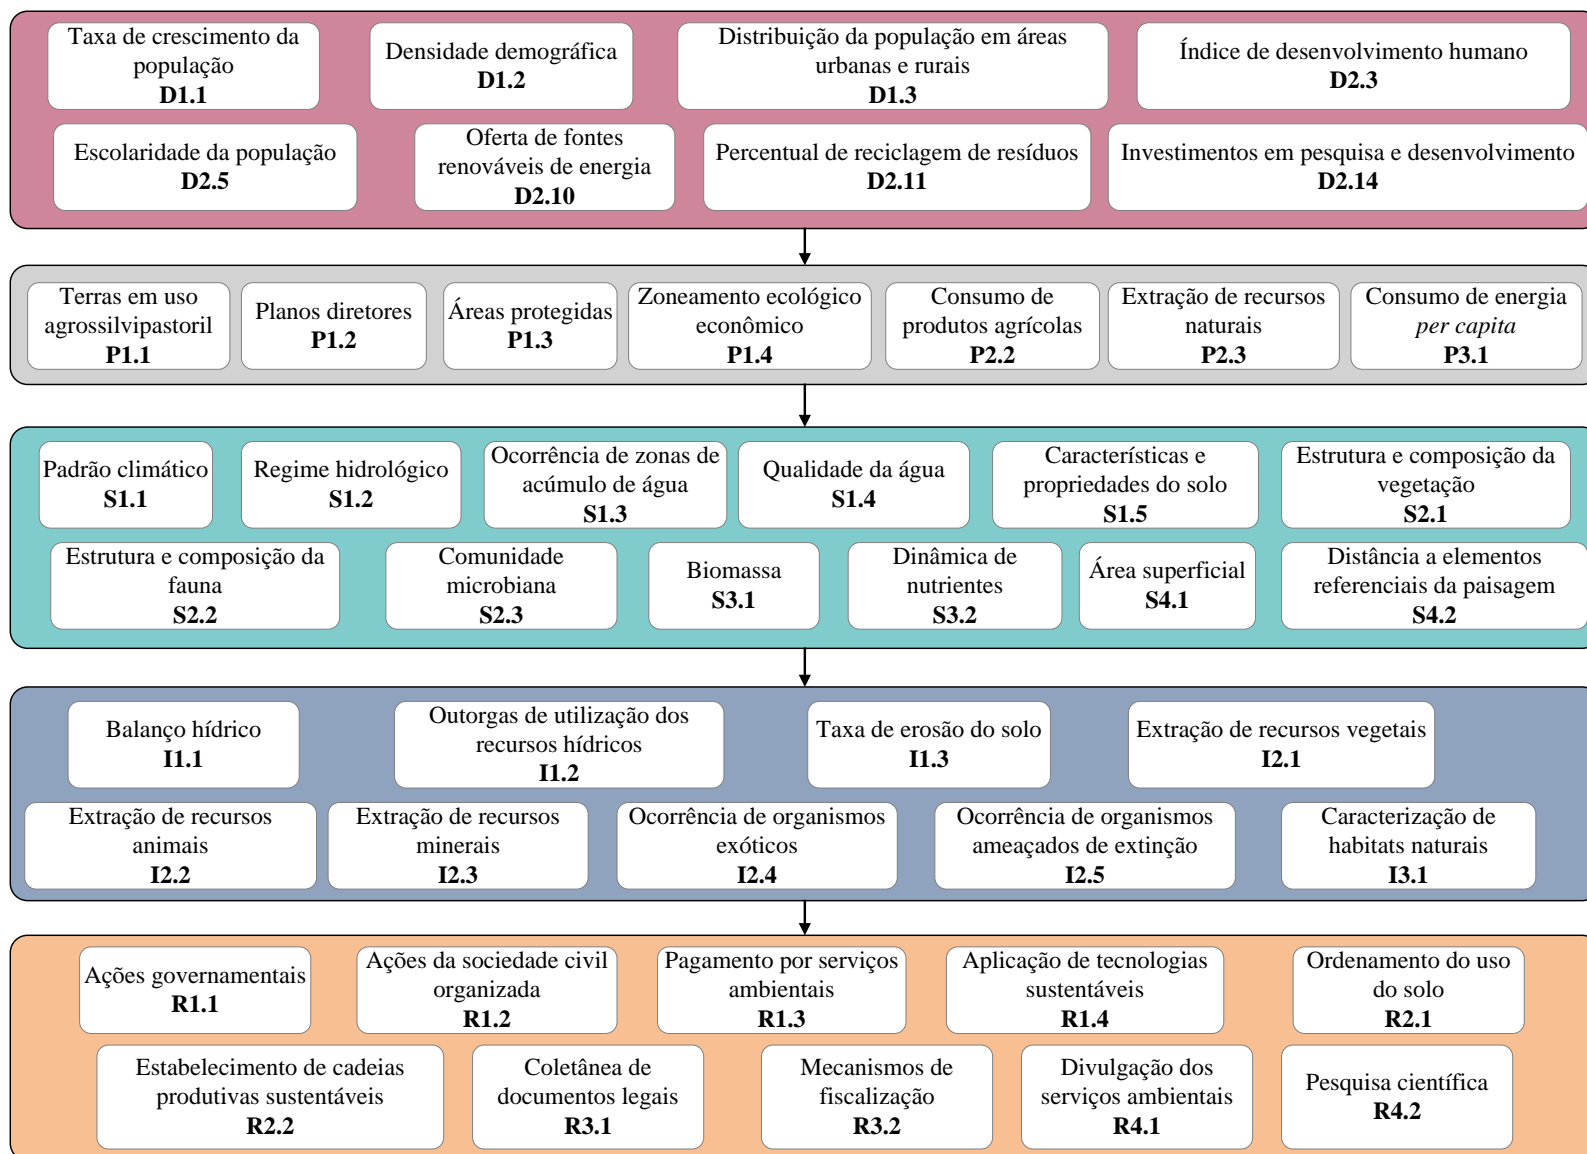 Taxa de crescimento da
população
D1.1
Densidade demográfica
D1.2
Distribuição da população em áreas
urbanas e rurais
D1.3
Índice de desenvolvimento humano
D2.3
Escolaridade da população
D2.5
Oferta de fontes
renováveis de energia
D2.10
Percentual de reciclagem de resíduos
D2.11
Investimentos em pesquisa e desenvolvimento
D2.14
Terras em uso
agrossilvipastoril
P1.1
Planos diretores
P1.2
Áreas protegidas
P1.3
Zoneamento ecológico
econômico
P1.4
Consumo de
produtos agrícolas
P2.2
Extração de recursos
naturais
P2.3
Consumo de energia
per capita
P3.1
Padrão climático
S1.1
Regime hidrológico
S1.2
Ocorrência de zonas de
acúmulo de água
S1.3
Qualidade da água
S1.4
Características e
propriedades do solo
S1.5
Estrutura e composição da
vegetação
S2.1
Estrutura e composição da
fauna
S2.2
Comunidade
microbiana
S2.3
Biomassa
S3.1
Dinâmica de
nutrientes
S3.2
Área superficial
S4.1
Distância a elementos
referenciais da paisagem
S4.2
Balanço hídrico
I1.1
Outorgas de utilização dos
recursos hídricos
I1.2
Taxa de erosão do solo
I1.3
Extração de recursos vegetais
I2.1
Extração de recursos
animais
I2.2
Extração de recursos
minerais
I2.3
Ocorrência de organismos
exóticos
I2.4
Ocorrência de organismos
ameaçados de extinção
I2.5
Caracterização de
habitats naturais
I3.1
Ações governamentais
R1.1
Ações da sociedade civil
organizada
R1.2
Pagamento por serviços
ambientais
R1.3
Aplicação de tecnologias
sustentáveis
R1.4
Ordenamento do uso
do solo
R2.1
Estabelecimento de cadeias
produtivas sustentáveis
R2.2
Coletânea de
documentos legais
R3.1
Mecanismos de
fiscalização
R3.2
Divulgação dos
serviços ambientais
R4.1
Pesquisa científica
R4.2